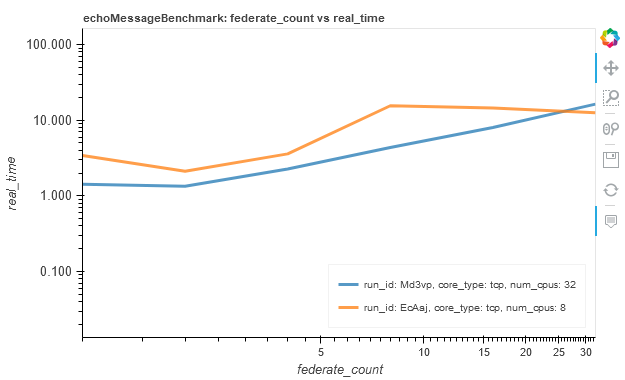 echoMessageBenchmark: federate_count vs real_time
100.000
10.000
1.000
0.100
real_time
run_id: Md3vp, core_type: tcp, num_cpus: 32
run_id: EcAaj, core_type: tcp, num_cpus: 8
5 10 15 20 25 30
federate_count